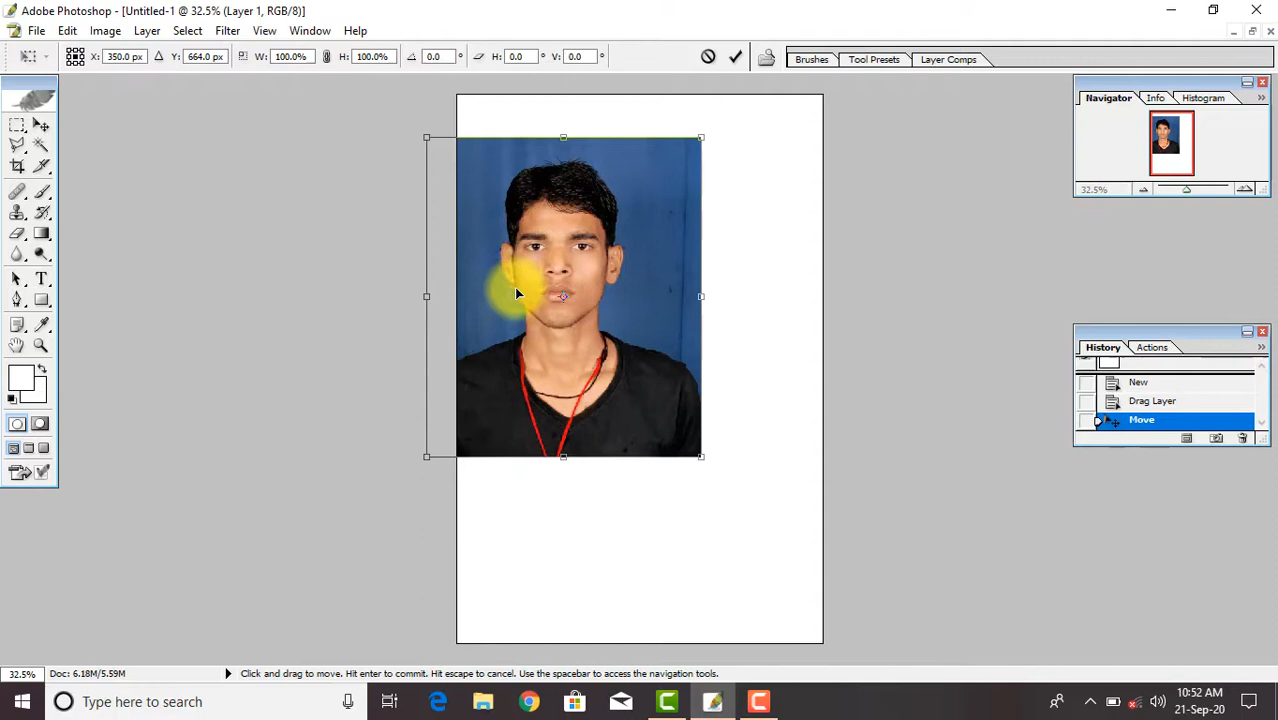 Adobe Photoshop - [Untitled-1 @ 32.5% (Layer 1, RGB/8)]
File Edit Image Layer Select Filter View Window Help
X: 350.0 px Y: 664.0 px W: 100.0% H: 100.0% 0.0 ° H: 0.0 ° V: 0.0 °
Brushes Tool Presets Layer Comps
Navigator Info Histogram
32.5%
History Actions
New
Drag Layer
Move
32.5% Doc: 6.18M/5.59M Click and drag to move. Hit enter to commit. Hit escape to cancel. Use the spacebar to access the navigation tools.
Type here to search
10:52 AM
21-Sep-20